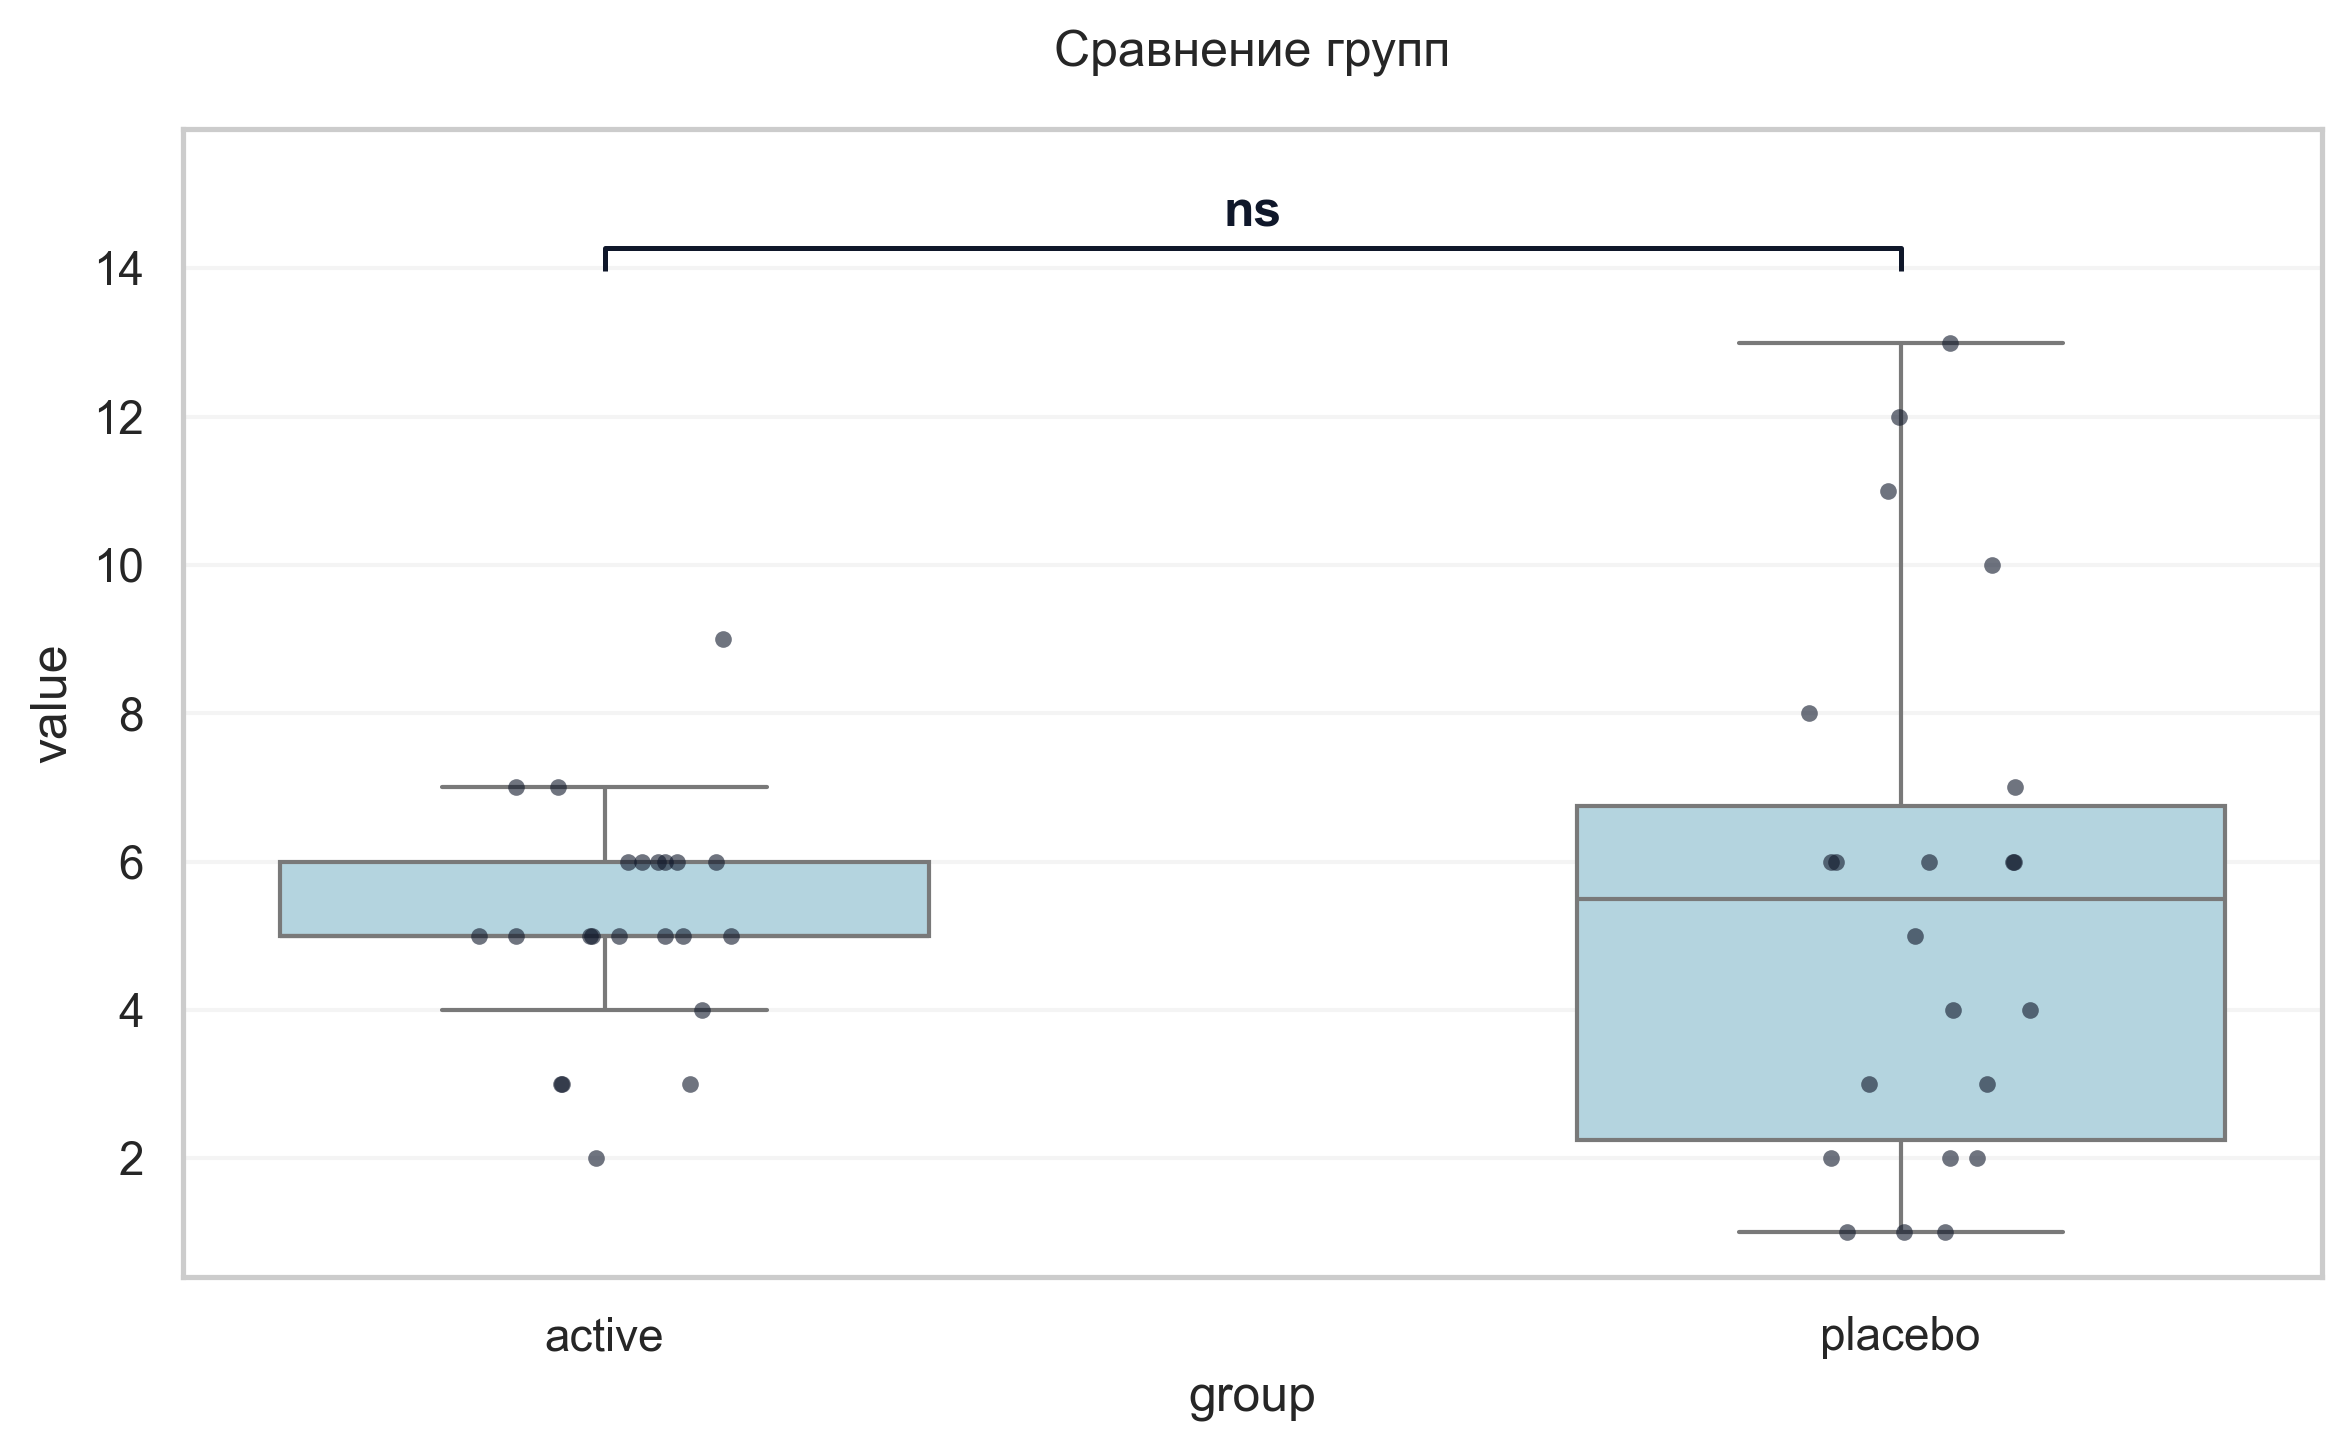 Сравнение групп
ns
14
12
10
8
6
4
2
value
active
placebo
group